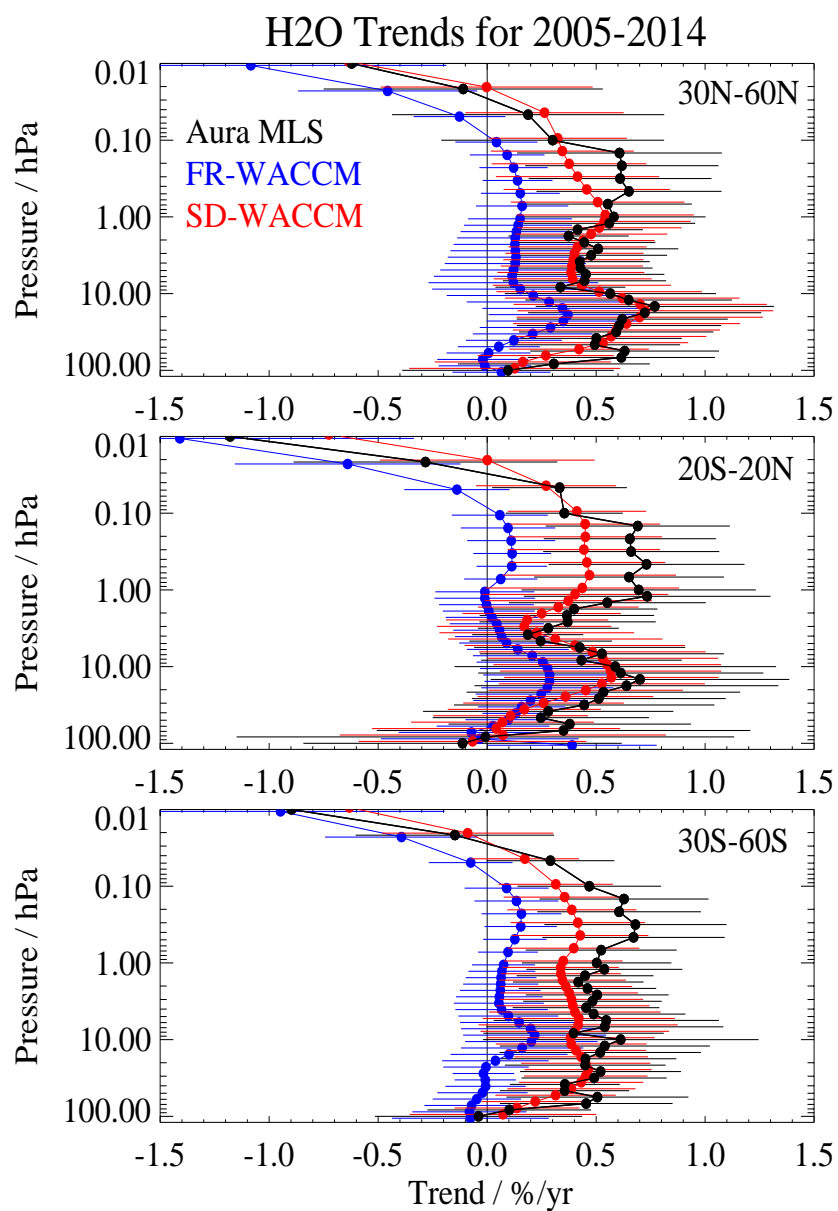 H2O Trends for 2005-2014
Pressure / hPa
0.01
0.10
1.00
10.00
100.00
30N-60N
Aura MLS
FR-WACCM
SD-WACCM
-1.5 -1.0 -0.5 0.0 0.5 1.0 1.5
Pressure / hPa
0.01
0.10
1.00
10.00
100.00
20S-20N
-1.5 -1.0 -0.5 0.0 0.5 1.0 1.5
Pressure / hPa
0.01
0.10
1.00
10.00
100.00
30S-60S
-1.5 -1.0 -0.5 0.0 0.5 1.0 1.5
Trend / %/yr